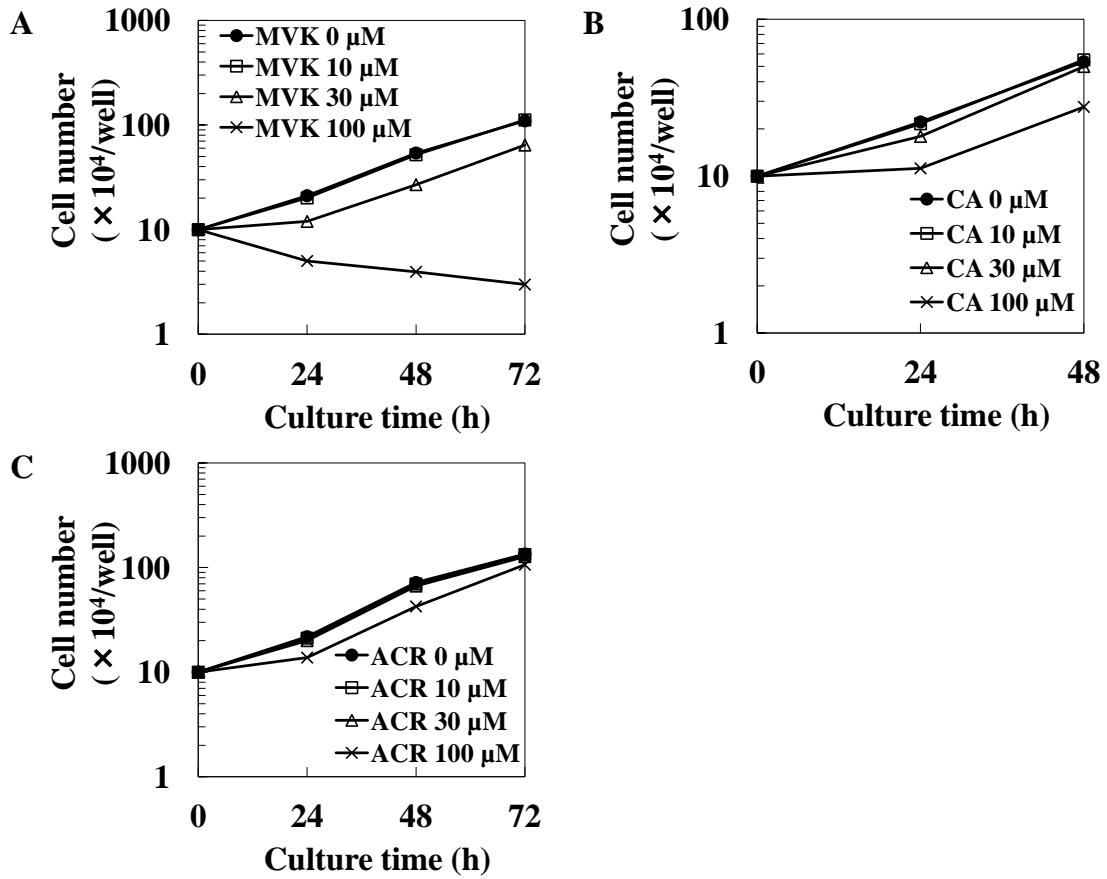 A
Cell number
(×10⁴/well)
1000
100
10
1
MVK 0 µM
MVK 10 µM
MVK 30 µM
MVK 100 µM
0 24 48 72
Culture time (h)
B
Cell number
(×10⁴/well)
100
10
1
CA 0 µM
CA 10 µM
CA 30 µM
CA 100 µM
0 24 48
Culture time (h)
C
Cell number
(×10⁴/well)
1000
100
10
1
ACR 0 µM
ACR 10 µM
ACR 30 µM
ACR 100 µM
0 24 48 72
Culture time (h)